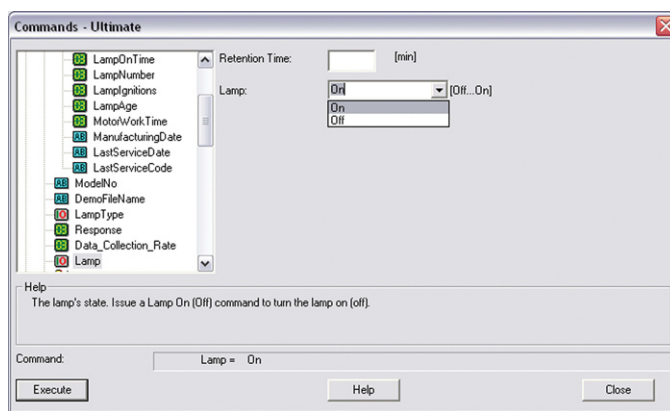 Commands - Ultimate
LampOnTime
LampNumber
LampIgnitions
LampAge
MotorWorkTime
ManufacturingDate
LastServiceDate
LastServiceCode
ModelNo
DemoFileName
LampType
Response
Data_Collection_Rate
Lamp
Retention Time: [min]
Lamp: On [Off...On]
On
Off
Help
The lamp's state. Issue a Lamp On (Off) command to turn the lamp on (off).
Command: Lamp = On
Execute Help Close